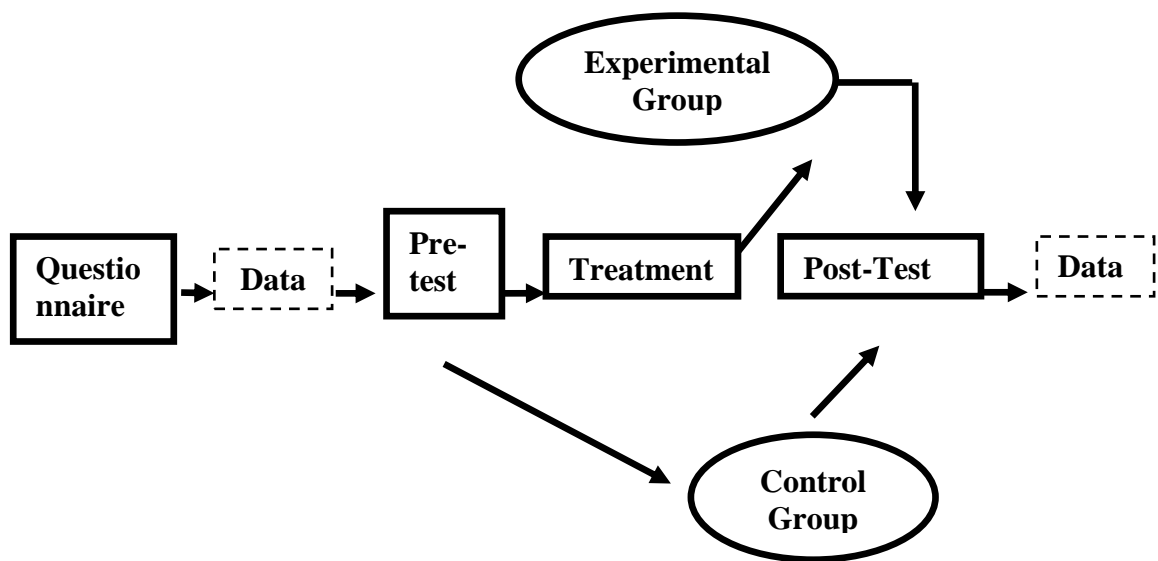 Experimental
Group
Questio
nnaire
Data
Pre-
test
Treatment
Post-Test
Data
Control
Group